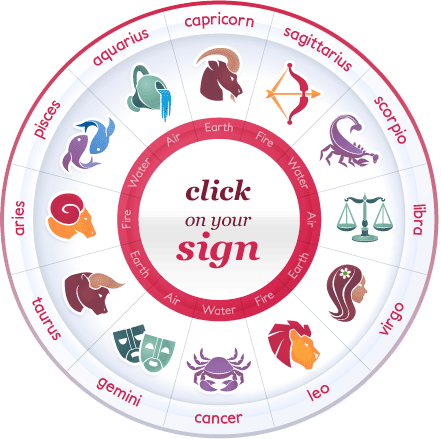 capricorn
sagittarius
scorpio
libra
virgo
leo
cancer
gemini
taurus
aries
pisces
aquarius
Earth
Fire
Water
Air
Earth
Fire
Water
Air
Earth
Fire
Water
Air
click
on your
sign